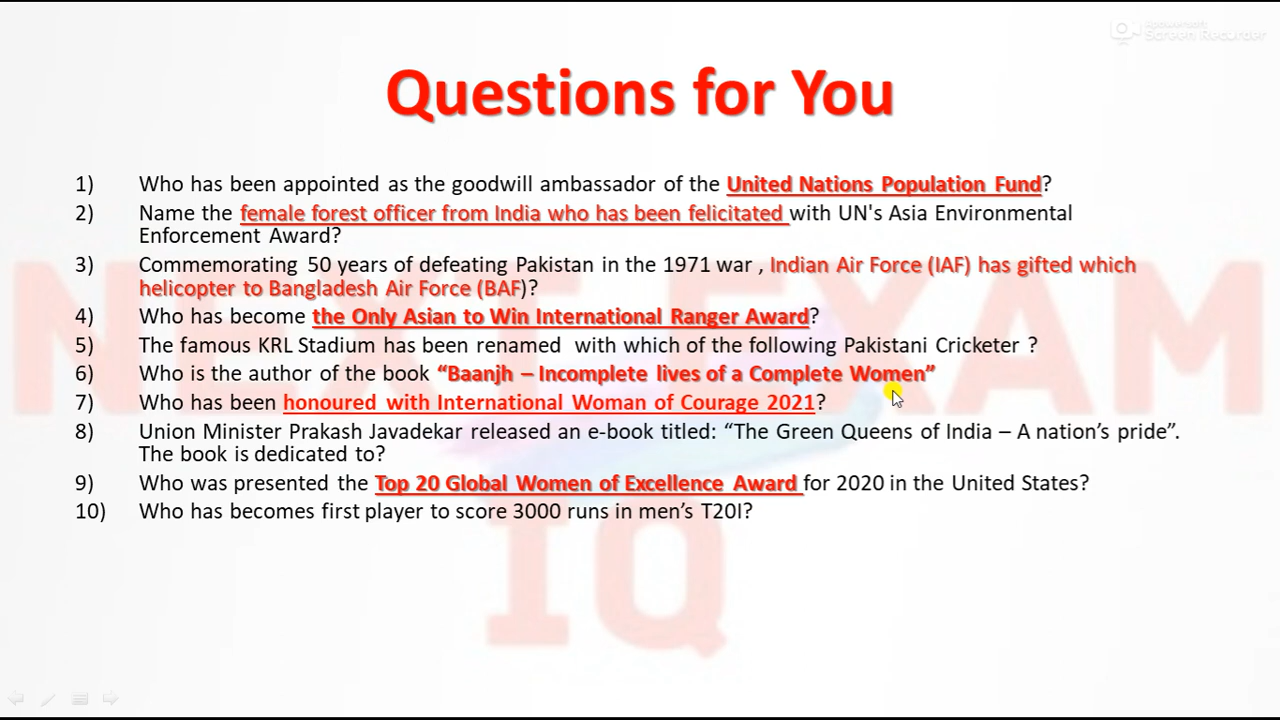 Apowersoft
Screen Recorder
Questions for You
1) Who has been appointed as the goodwill ambassador of the United Nations Population Fund?
2) Name the female forest officer from India who has been felicitated with UN's Asia Environmental
Enforcement Award?
3) Commemorating 50 years of defeating Pakistan in the 1971 war , Indian Air Force (IAF) has gifted which
helicopter to Bangladesh Air Force (BAF)?
4) Who has become the Only Asian to Win International Ranger Award?
5) The famous KRL Stadium has been renamed with which of the following Pakistani Cricketer ?
6) Who is the author of the book “Baanjh – Incomplete lives of a Complete Women”
7) Who has been honoured with International Woman of Courage 2021?
8) Union Minister Prakash Javadekar released an e-book titled: “The Green Queens of India – A nation’s pride”.
The book is dedicated to?
9) Who was presented the Top 20 Global Women of Excellence Award for 2020 in the United States?
10) Who has becomes first player to score 3000 runs in men’s T20I?
NEXT EXAM
IQ